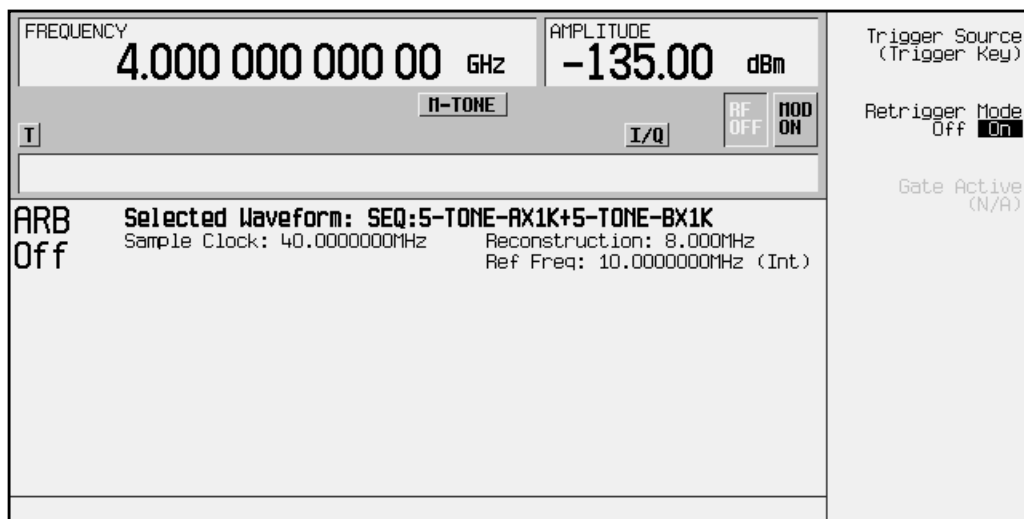 FREQUENCY
4.000 000 000 00 GHz
AMPLITUDE
-135.00 dBm
M-TONE
T
I/Q
RF OFF
MOD ON
ARB Off
Selected Waveform: SEQ:5-TONE-AX1K+5-TONE-BX1K
Sample Clock: 40.0000000MHz
Reconstruction: 8.000MHz
Ref Freq: 10.0000000MHz (Int)
Trigger Source
(Trigger Key)
Retrigger Mode
Off On
Gate Active
(N/A)